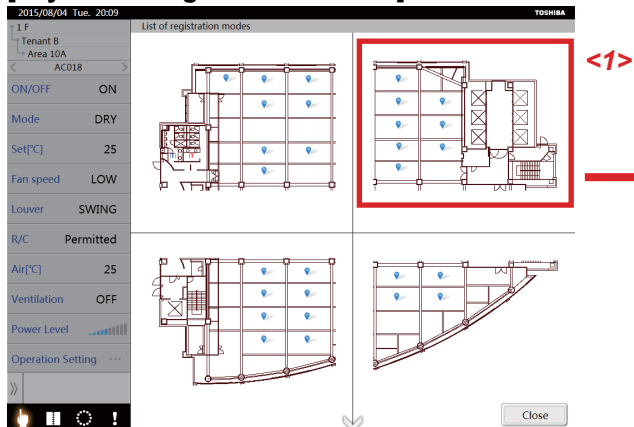 2015/08/04 Tue. 20:09
TOSHIBA
1 F
Tenant B
Area 10A
List of registration modes
<1>
< AC018 >
ON/OFF ON
Mode DRY
Set[°C] 25
Fan speed LOW
Louver SWING
R/C Permitted
Air[°C] 25
Ventilation OFF
Power Level
Operation Setting ...
Close